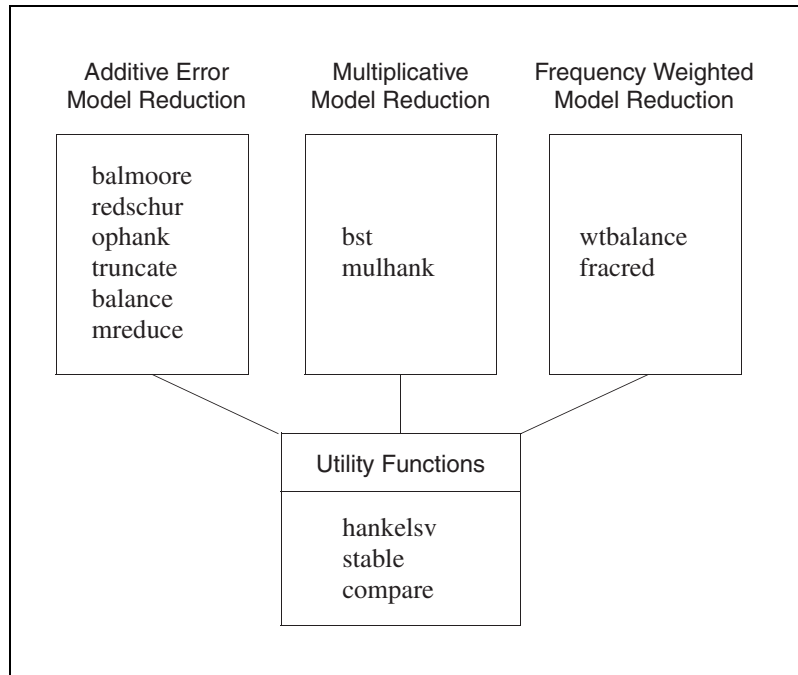 Additive Error
Model Reduction
balmoore
redschur
ophank
truncate
balance
mreduce
Multiplicative
Model Reduction
bst
mulhank
Frequency Weighted
Model Reduction
wtbalance
fracred
Utility Functions
hankelsv
stable
compare